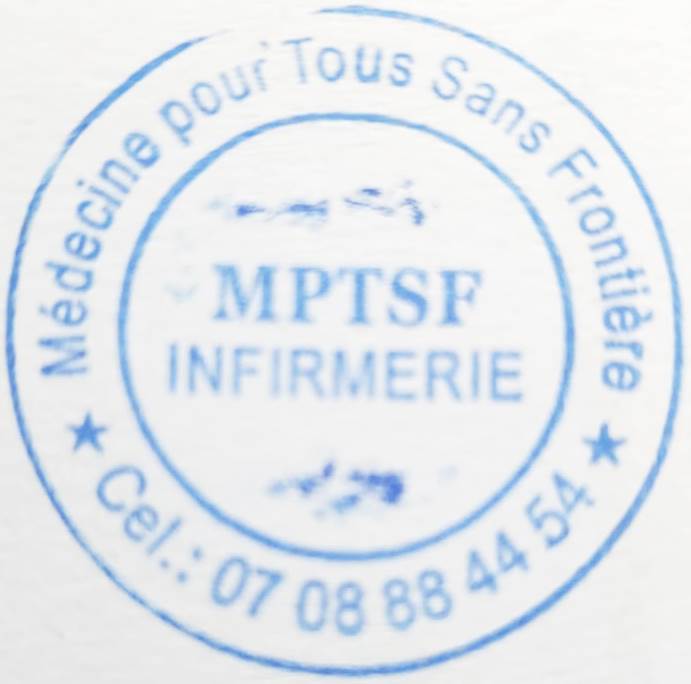 Médecine pour Tous Sans Frontière
MPTSF
INFIRMERIE
★ Cel.: 07 08 88 44 54 ★